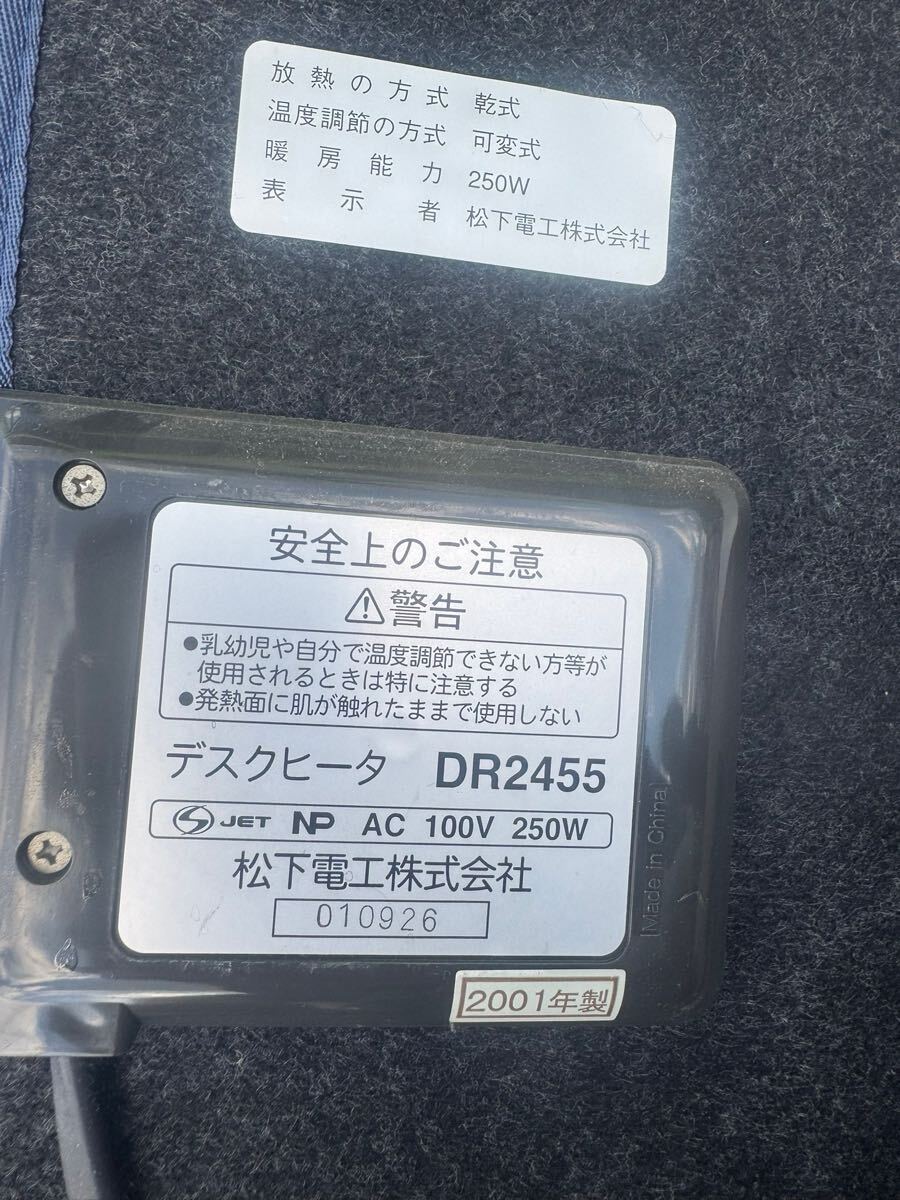 放熱の方式 乾式
温度調節の方式 可変式
暖房能力 250W
表示者 松下電工株式会社
安全上のご注意
⚠警告
●乳幼児や自分で温度調節できない方等が
使用されるときは特に注意する
●発熱面に肌が触れたままで使用しない
デスクヒータ DR2455
S JET NP AC 100V 250W
松下電工株式会社
010926
2001年製
Made in China